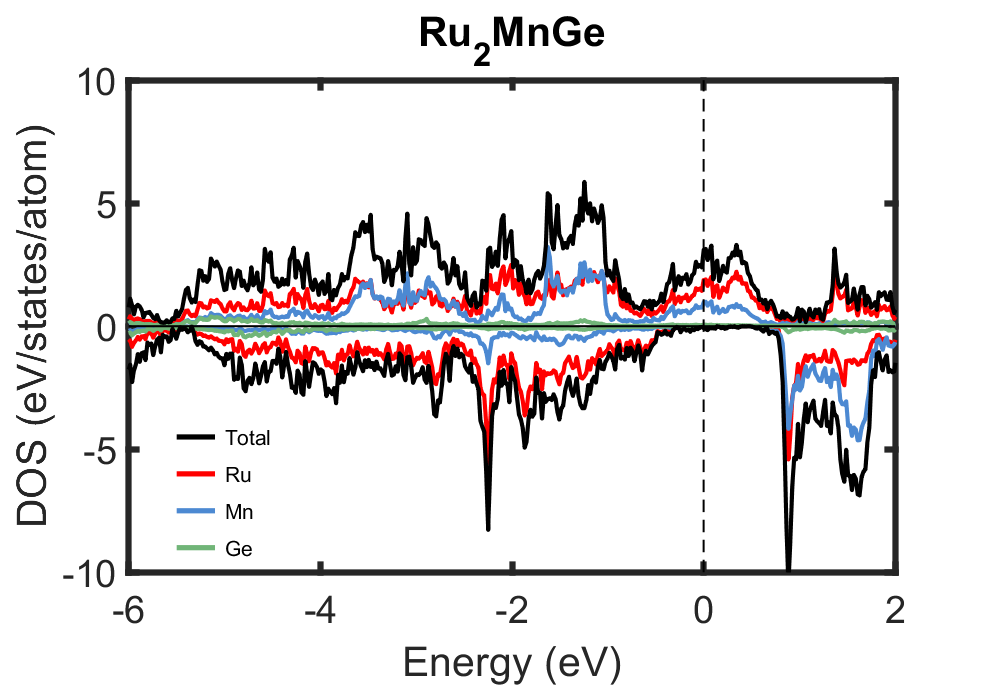 Ru2MnGe
10
5
0
-5
-10
DOS (eV/states/atom)
Total
Ru
Mn
Ge
-6 -4 -2 0 2
Energy (eV)